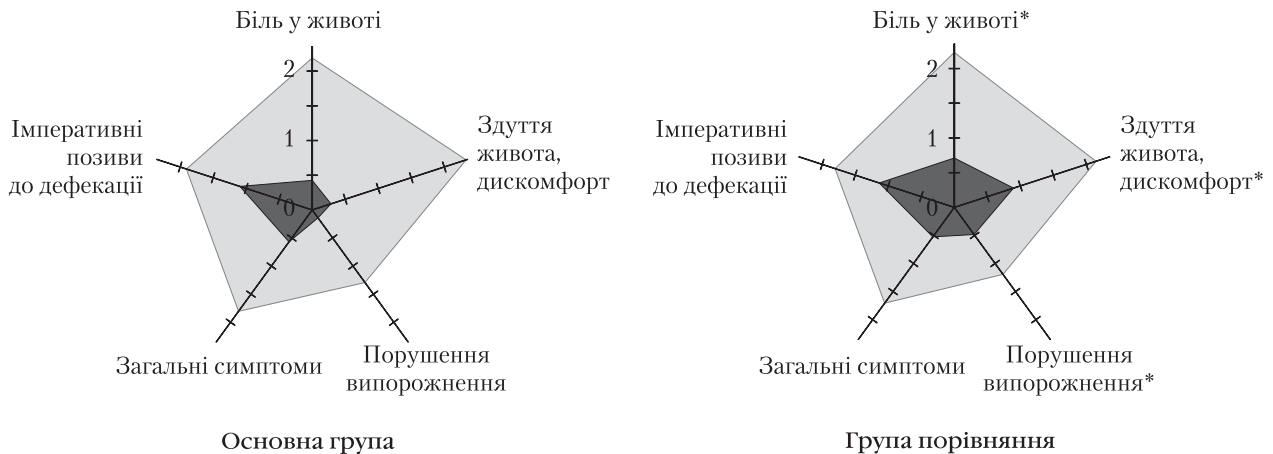 Біль у животі
2
1
0
Імперативні
позиви
до дефекації
Здуття
живота,
дискомфорт
Загальні симптоми
Порушення
випорожнення
Основна група
Біль у животі*
2
1
0
Імперативні
позиви
до дефекації
Здуття
живота,
дискомфорт*
Загальні симптоми
Порушення
випорожнення*
Група порівняння